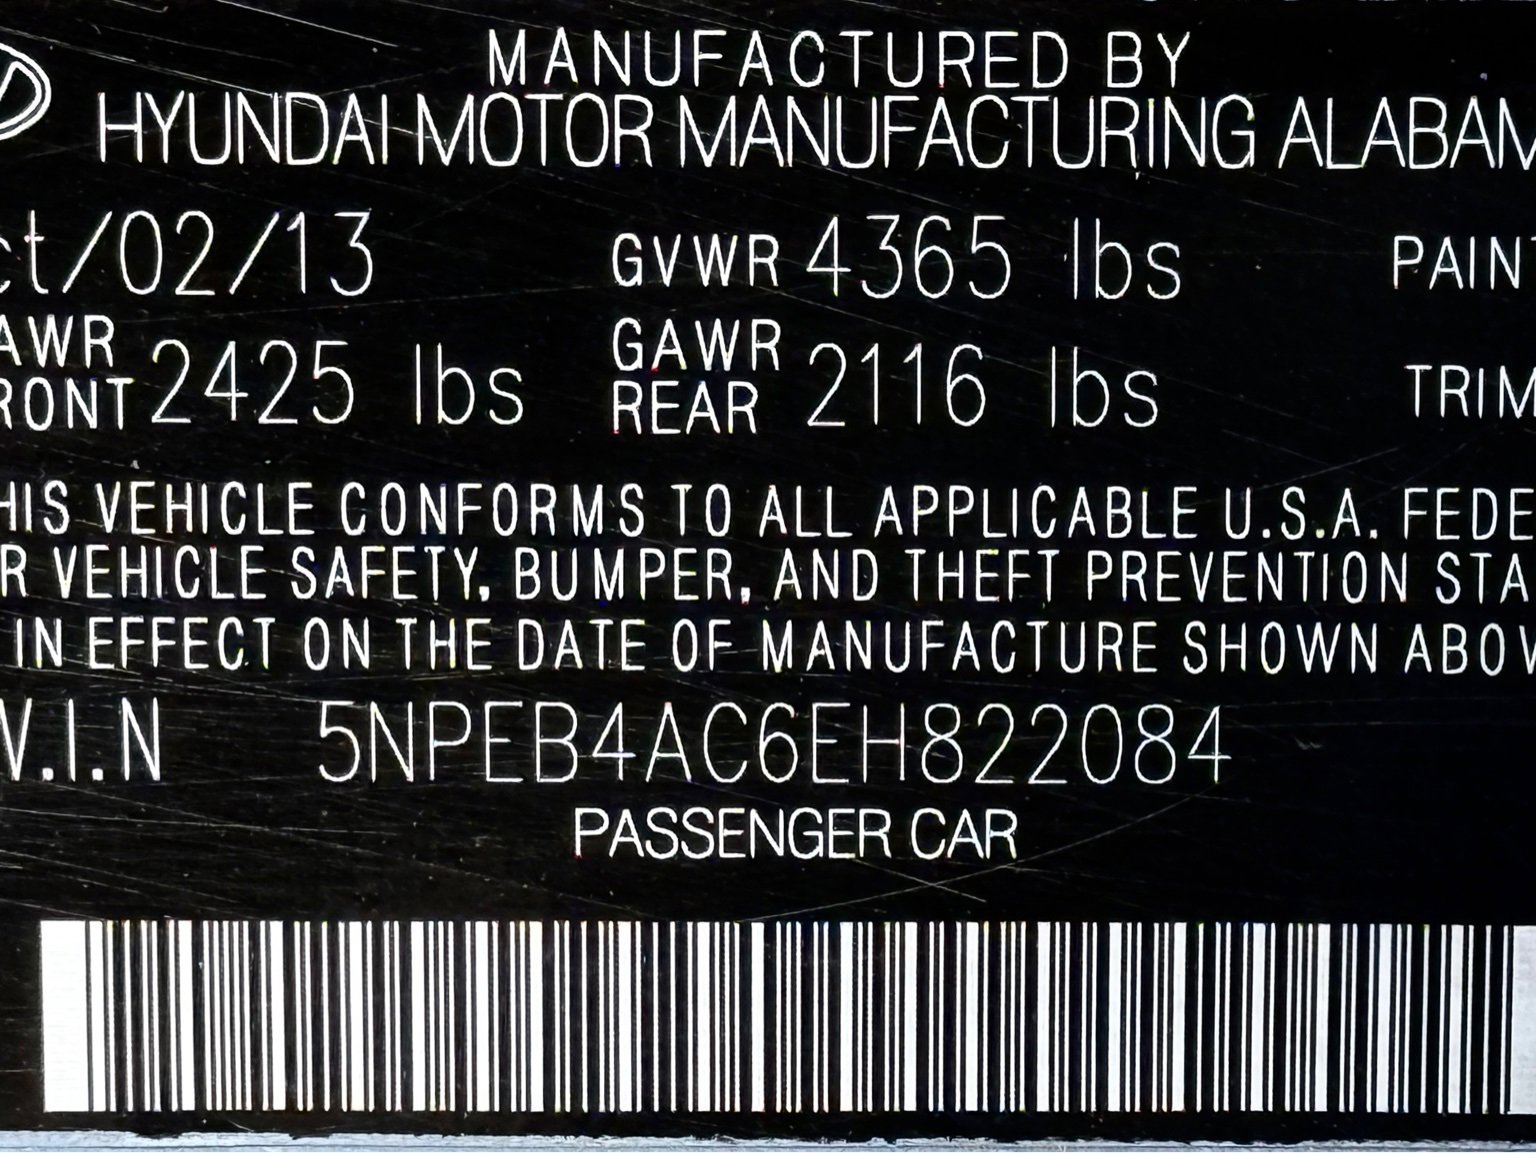 MANUFACTURED BY
HYUNDAI MOTOR MANUFACTURING ALABAM
ct/02/13 GVWR 4365 lbs PAINT
AWR FRONT 2425 lbs GAWR REAR 2116 lbs TRIM
HIS VEHICLE CONFORMS TO ALL APPLICABLE U.S.A. FEDE
R VEHICLE SAFETY, BUMPER, AND THEFT PREVENTION STA
IN EFFECT ON THE DATE OF MANUFACTURE SHOWN ABOV
V.I.N 5NPEB4AC6EH822084
PASSENGER CAR